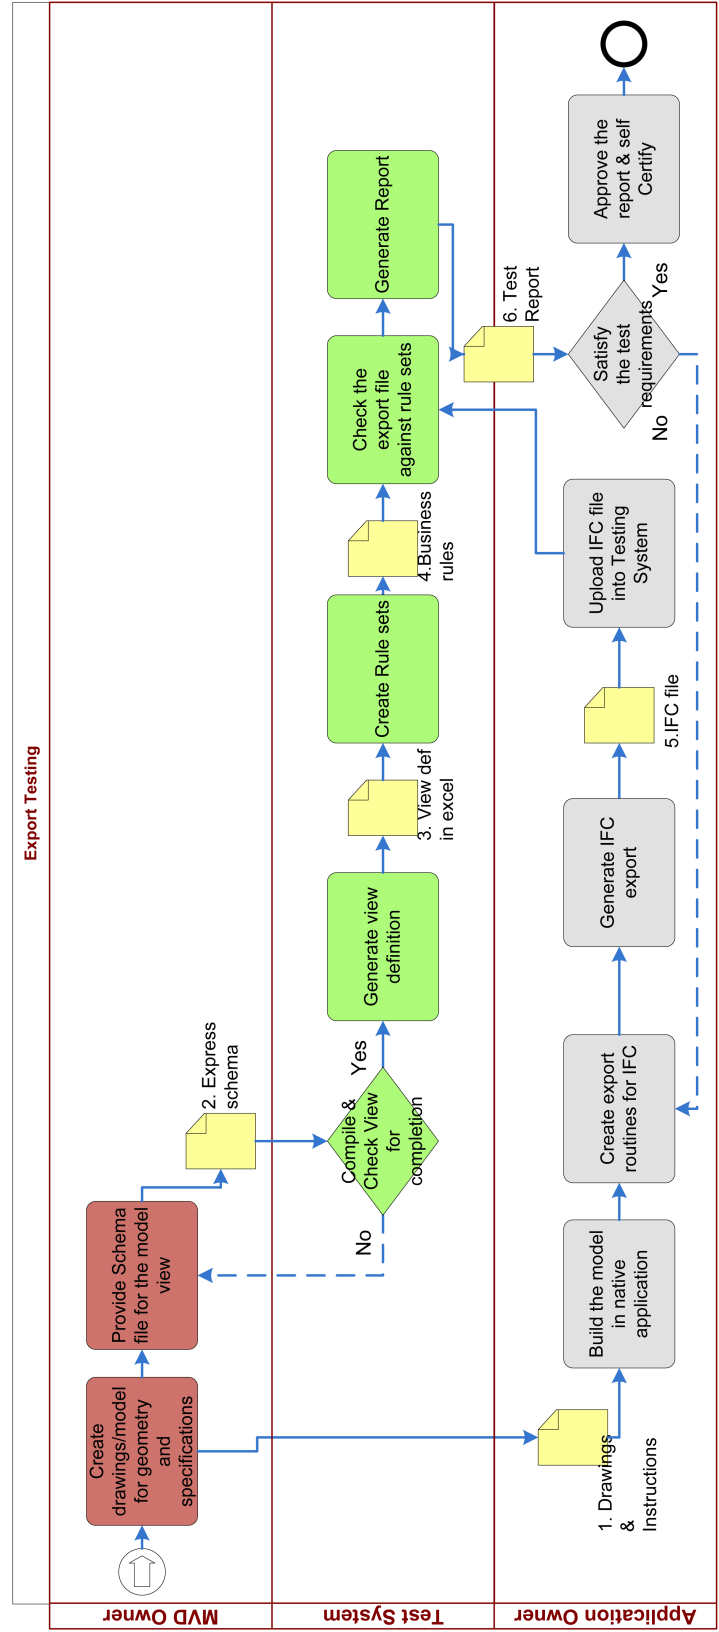 Export Testing
MVD Owner
Create
drawings/model
for geometry
and
specifications
Provide Schema
file for the model
view
2. Express
schema
Test System
Compile &
Check View
for
completion
Yes
No
Generate view
definition
3. View def
in excel
Create Rule sets
4.Business
rules
Check the
export file
against rule sets
Generate Report
6. Test
Report
Application Owner
1. Drawings
&
Instructions
Build the model
in native
application
Create export
routines for IFC
Generate IFC
export
5.IFC file
Upload IFC file
into Testing
System
Satisfy
the test
requirements
No
Yes
Approve the
report & self
Certify